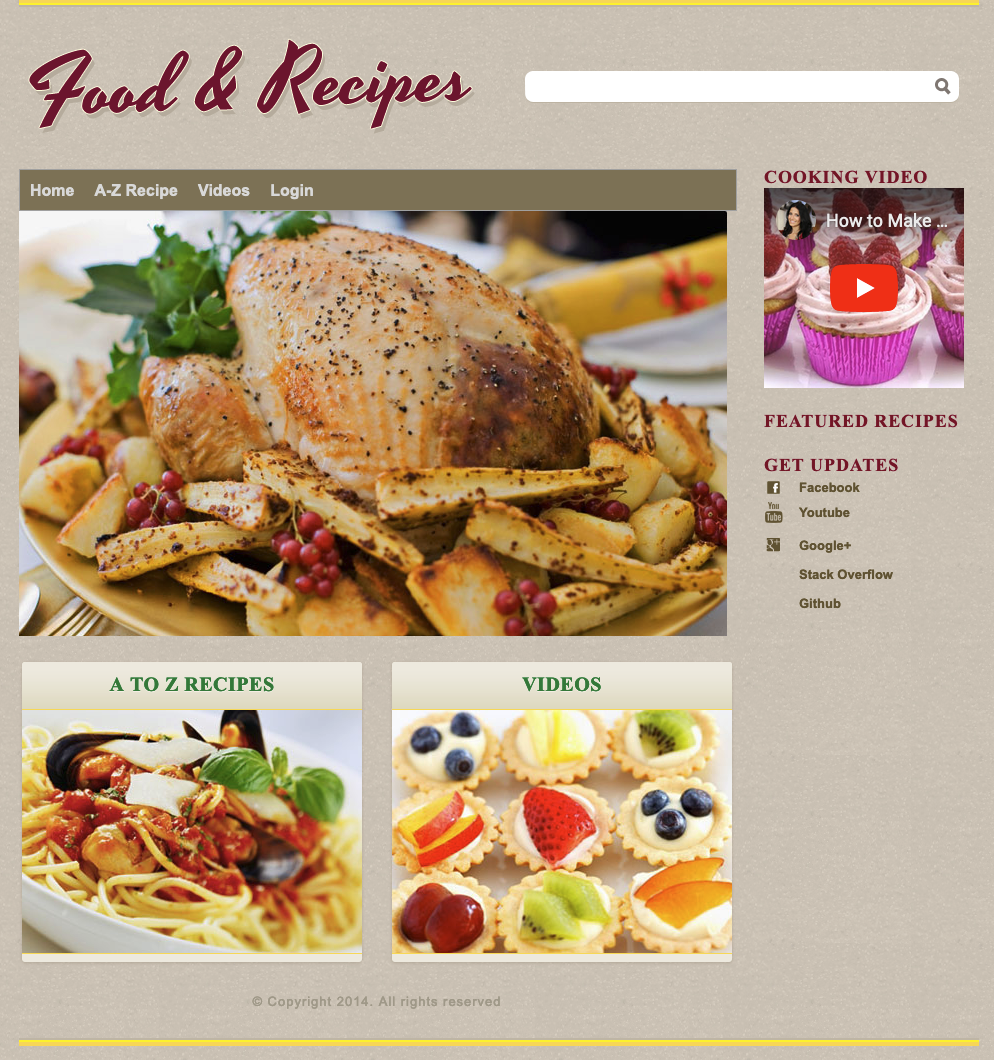 Food & Recipes
Home A-Z Recipe Videos Login
COOKING VIDEO
How to Make ...
FEATURED RECIPES
GET UPDATES
Facebook
You
Tube
Youtube
Google+
Stack Overflow
Github
A TO Z RECIPES
VIDEOS
© Copyright 2014. All rights reserved